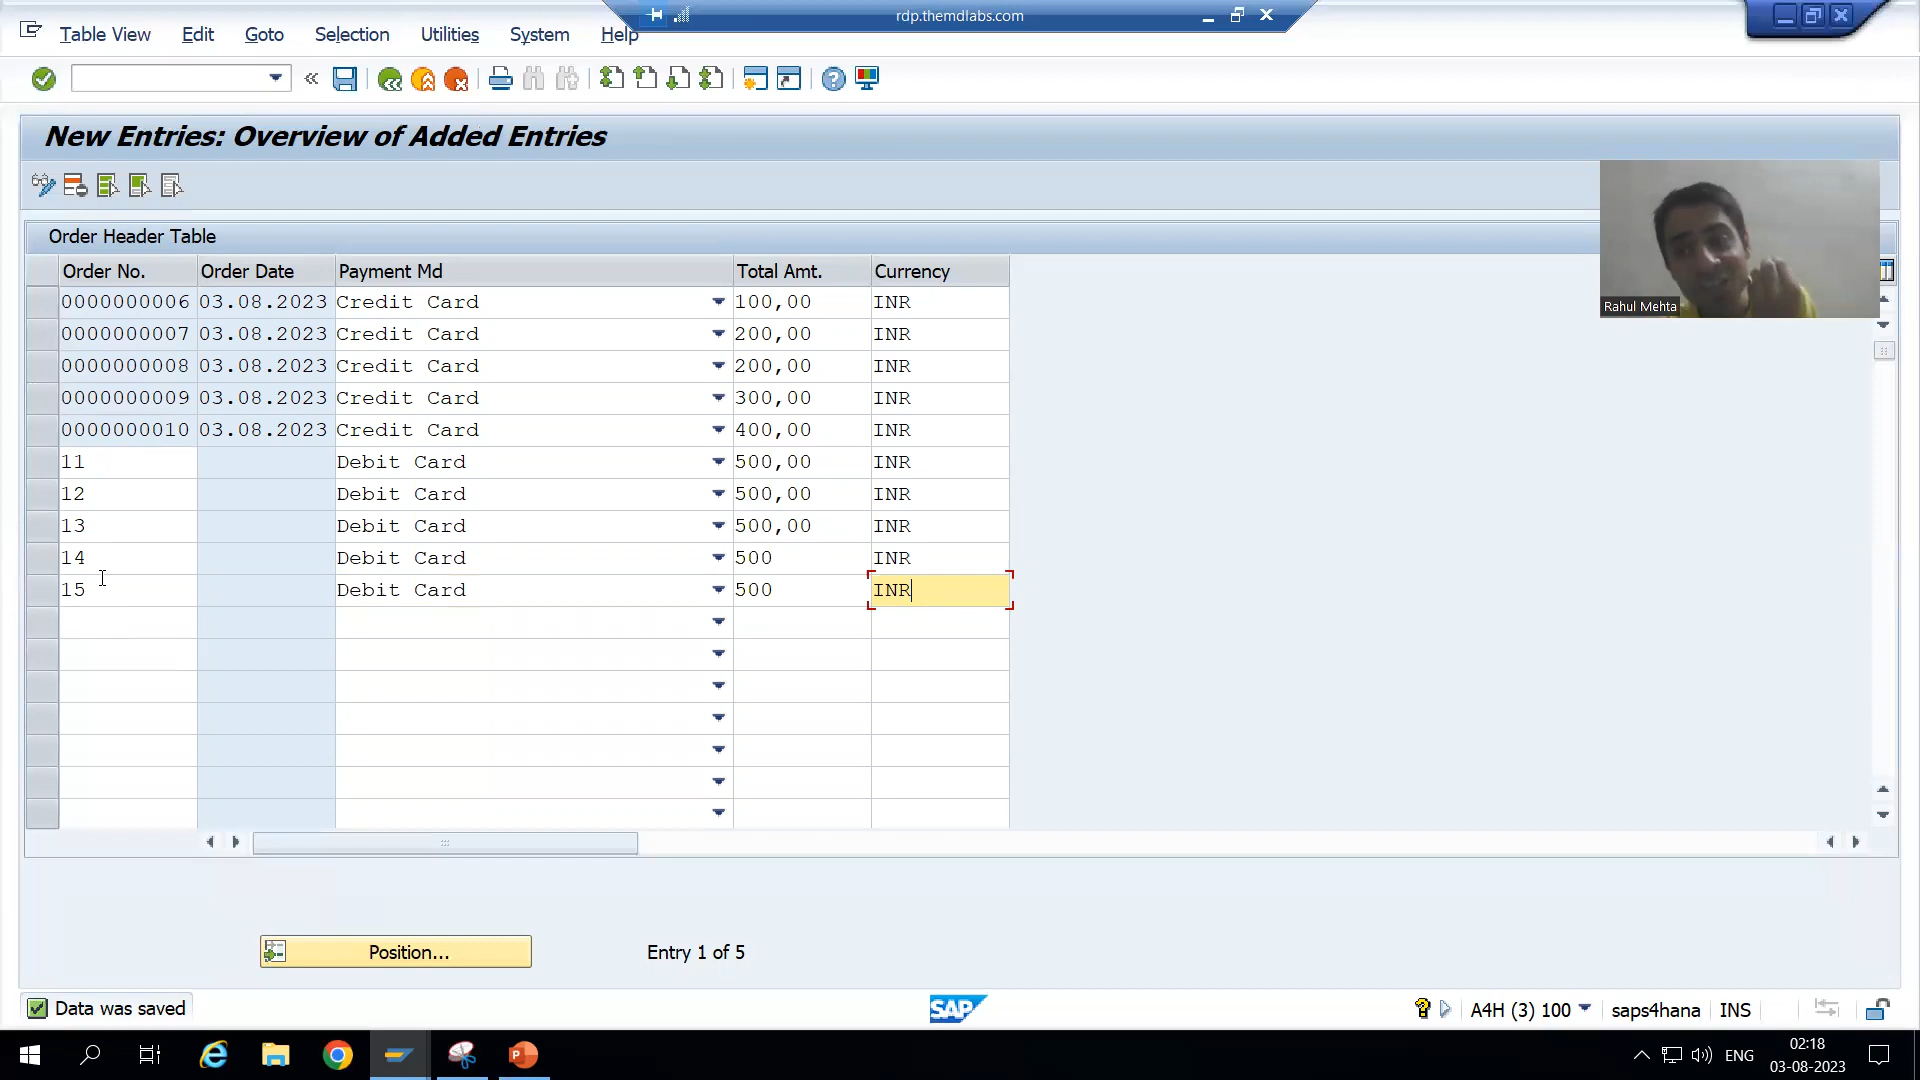 rdp.themdlabs.com
Table View Edit Goto Selection Utilities System Help
New Entries: Overview of Added Entries
Order Header Table
Order No. Order Date Payment Md Total Amt. Currency
0000000006 03.08.2023 Credit Card 100,00 INR
0000000007 03.08.2023 Credit Card 200,00 INR
0000000008 03.08.2023 Credit Card 200,00 INR
0000000009 03.08.2023 Credit Card 300,00 INR
0000000010 03.08.2023 Credit Card 400,00 INR
11 Debit Card 500,00 INR
12 Debit Card 500,00 INR
13 Debit Card 500,00 INR
14 Debit Card 500 INR
15 Debit Card 500 INR
Rahul Mehta
Position... Entry 1 of 5
Data was saved SAP A4H (3) 100 saps4hana INS
ENG 02:18
03-08-2023